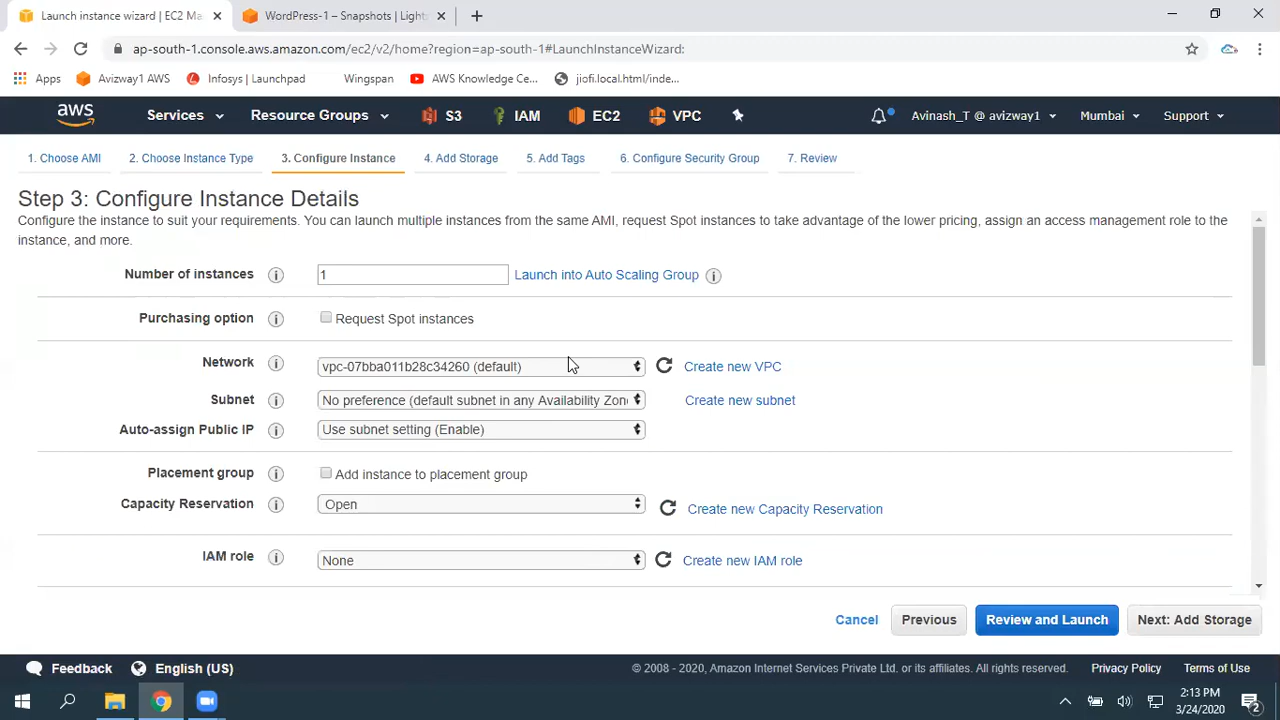 Launch instance wizard | EC2 Ma
WordPress-1 – Snapshots | Lights
ap-south-1.console.aws.amazon.com/ec2/v2/home?region=ap-south-1#LaunchInstanceWizard:
Apps
Avizway1 AWS
Infosys | Launchpad
Wingspan
AWS Knowledge Ce...
jiofi.local.html/inde...
aws
Services
Resource Groups
S3
IAM
EC2
VPC
Avinash_T @ avizway1
Mumbai
Support
1. Choose AMI
2. Choose Instance Type
3. Configure Instance
4. Add Storage
5. Add Tags
6. Configure Security Group
7. Review
Step 3: Configure Instance Details
Configure the instance to suit your requirements. You can launch multiple instances from the same AMI, request Spot instances to take advantage of the lower pricing, assign an access management role to the
instance, and more.
Number of instances
1
Launch into Auto Scaling Group
Purchasing option
Request Spot instances
Network
vpc-07bba011b28c34260 (default)
Create new VPC
Subnet
No preference (default subnet in any Availability Zone
Create new subnet
Auto-assign Public IP
Use subnet setting (Enable)
Placement group
Add instance to placement group
Capacity Reservation
Open
Create new Capacity Reservation
IAM role
None
Create new IAM role
Cancel
Previous
Review and Launch
Next: Add Storage
Feedback
English (US)
© 2008 - 2020, Amazon Internet Services Private Ltd. or its affiliates. All rights reserved.
Privacy Policy
Terms of Use
2:13 PM
3/24/2020
2